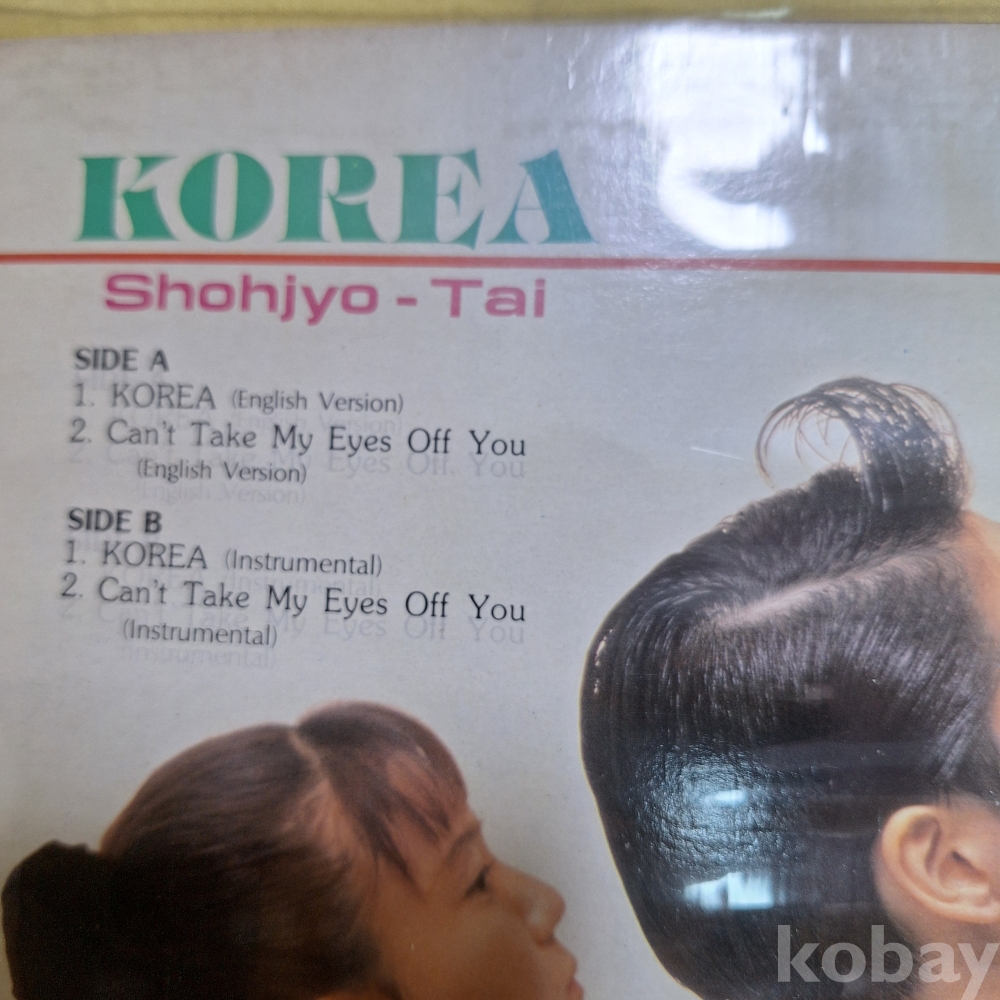 KOREA
Shohjyo - Tai
SIDE A
1. KOREA (English Version)
2. Can't Take My Eyes Off You
(English Version)
SIDE B
1. KOREA (Instrumental)
2. Can't Take My Eyes Off You
(Instrumental)
kobay